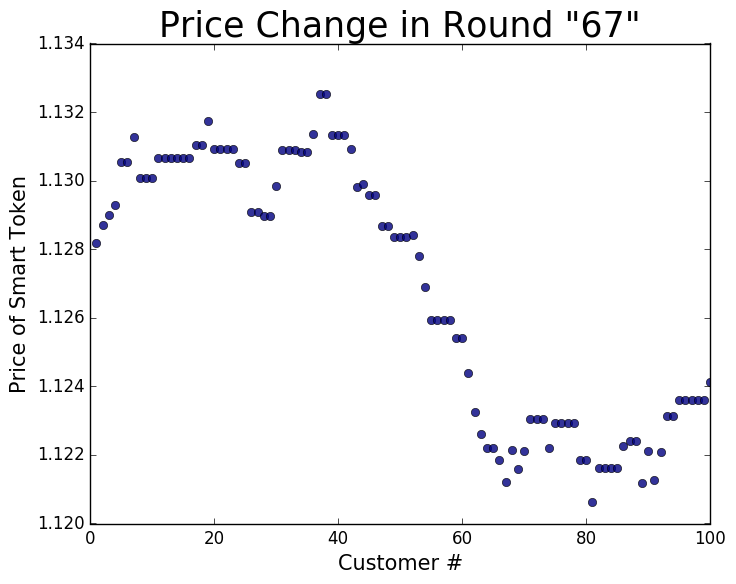 Price Change in Round "67"
1.134
1.132
1.130
1.128
1.126
1.124
1.122
1.120
Price of Smart Token
0 20 40 60 80 100
Customer #